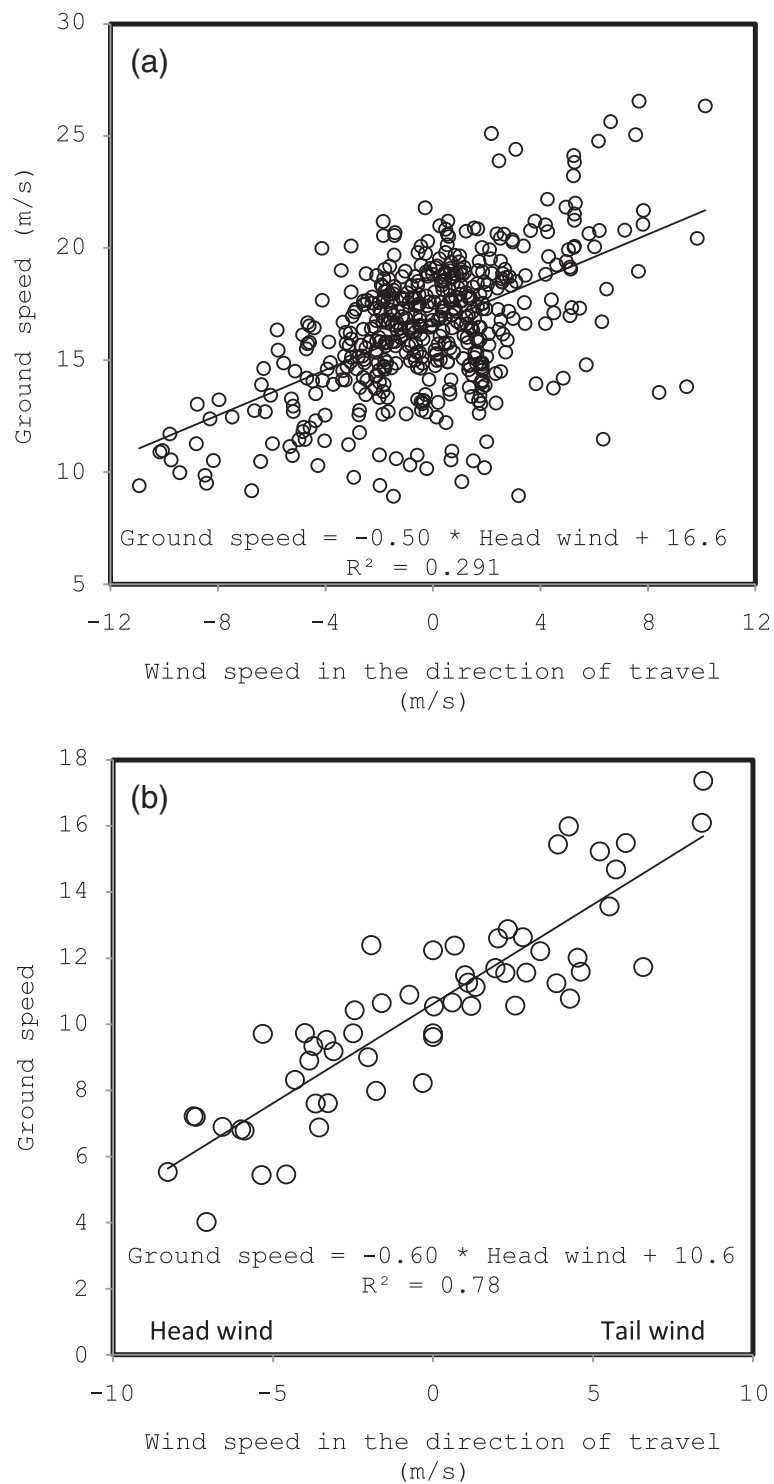 (a)
30
25
20
15
10
5
Ground speed (m/s)
Ground speed = -0.50 * Head wind + 16.6
R² = 0.291
-12 -8 -4 0 4 8 12
Wind speed in the direction of travel
(m/s)
(b)
18
16
14
12
10
8
6
4
2
0
Ground speed
Ground speed = -0.60 * Head wind + 10.6
R² = 0.78
Head wind Tail wind
-10 -5 0 5 10
Wind speed in the direction of travel
(m/s)